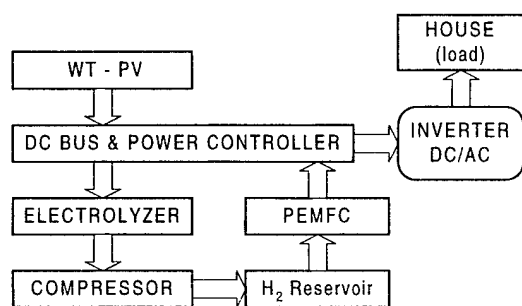 HOUSE
(load)
WT - PV
DC BUS & POWER CONTROLLER
INVERTER
DC/AC
ELECTROLYZER
PEMFC
COMPRESSOR
H₂ Reservoir